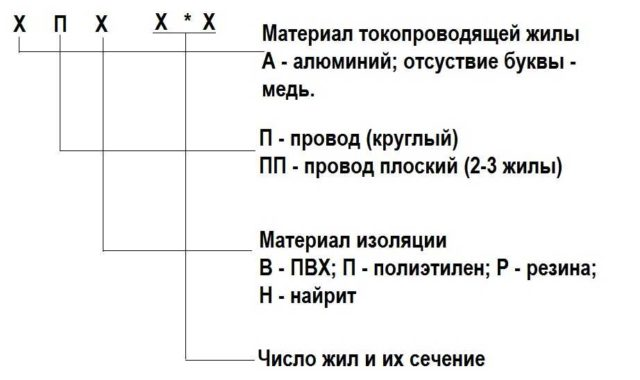 Х П Х Х * Х
Материал токопроводящей жилы
А - алюминий; отсуствие буквы -
медь.
П - провод (круглый)
ПП - провод плоский (2-3 жилы)
Материал изоляции
В - ПВХ; П - полиэтилен; Р - резина;
Н - найрит
Число жил и их сечение